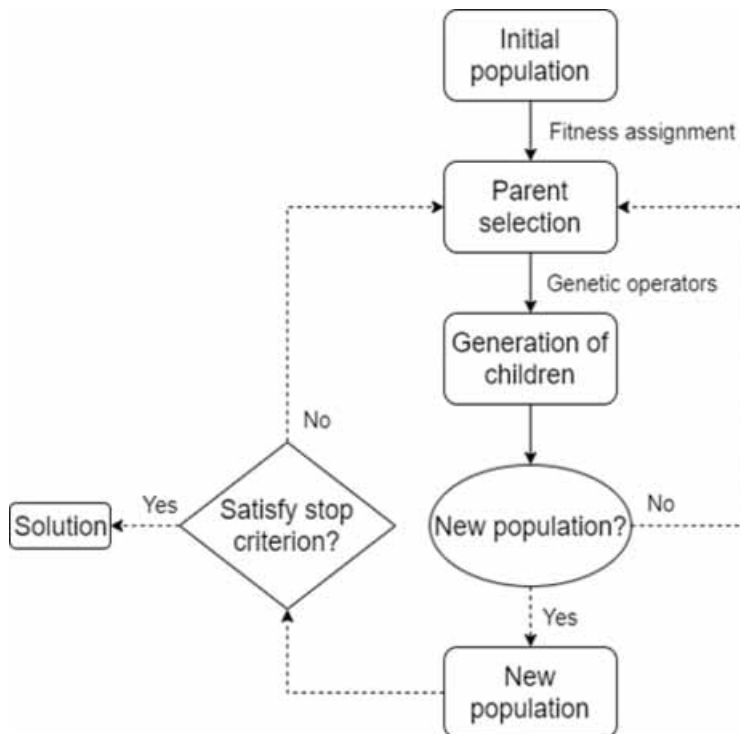 Initial
population
Fitness assignment
Parent
selection
Genetic operators
Generation of
children
No
Yes
Satisfy stop
criterion?
Solution
New population?
No
Yes
New
population